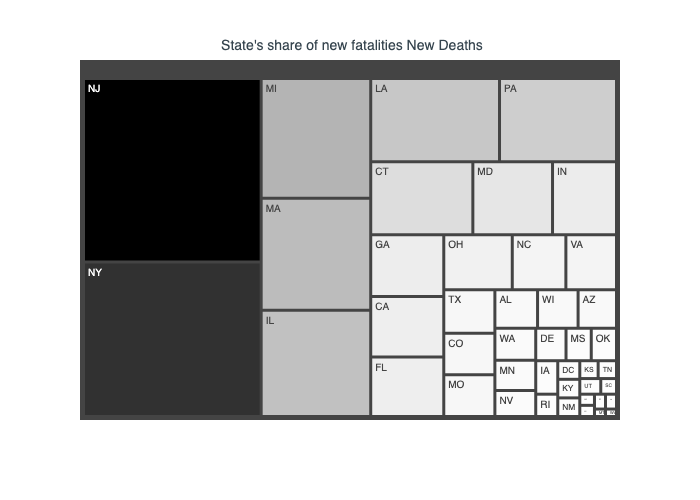 State's share of new fatalities New Deaths
NJ
MI
LA
PA
CT
MD
IN
MA
GA
OH
NC
VA
NY
TX
AL
WI
AZ
CA
IL
WA
DE
MS
OK
CO
FL
MN
IA
DC
KS
TN
MO
KY
UT
SC
NV
RI
NM